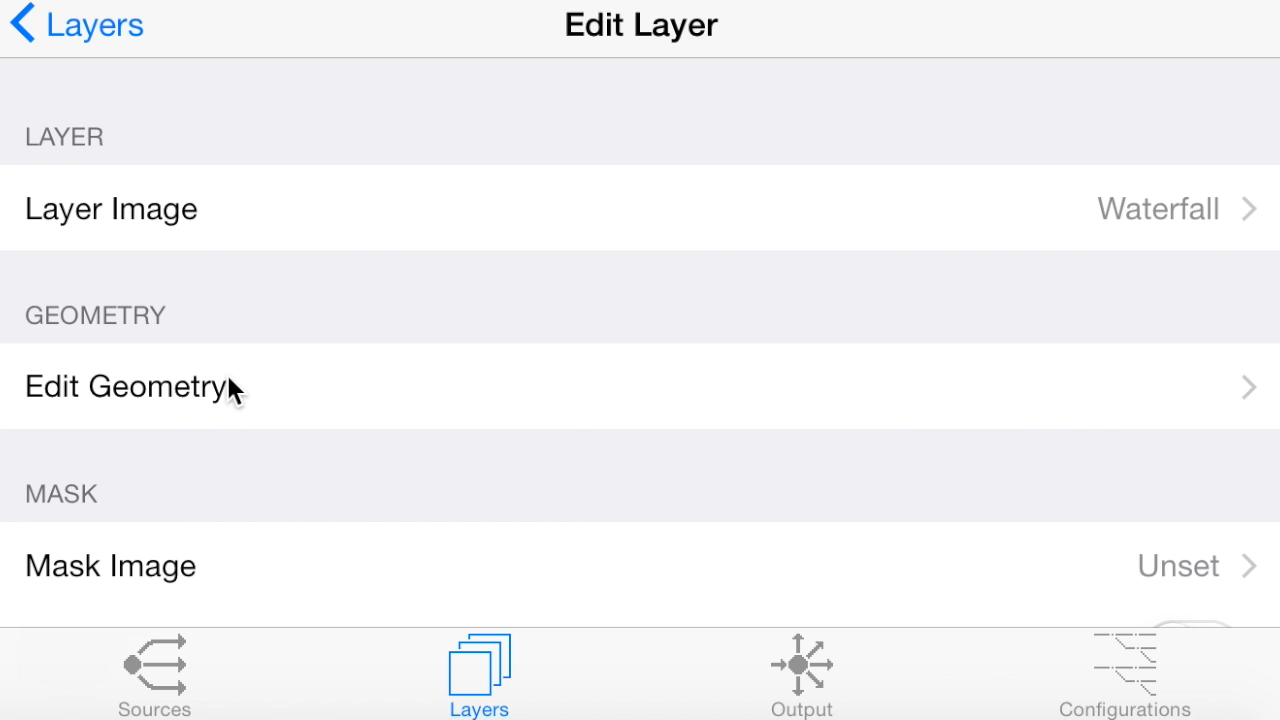 Layers
Edit Layer
LAYER
Layer Image
Waterfall
GEOMETRY
Edit Geometry
MASK
Mask Image
Unset
Sources
Layers
Output
Configurations